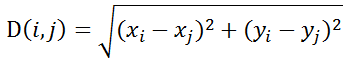 D(i,j) = √((xᵢ − xⱼ)² + (yᵢ − yⱼ)²)